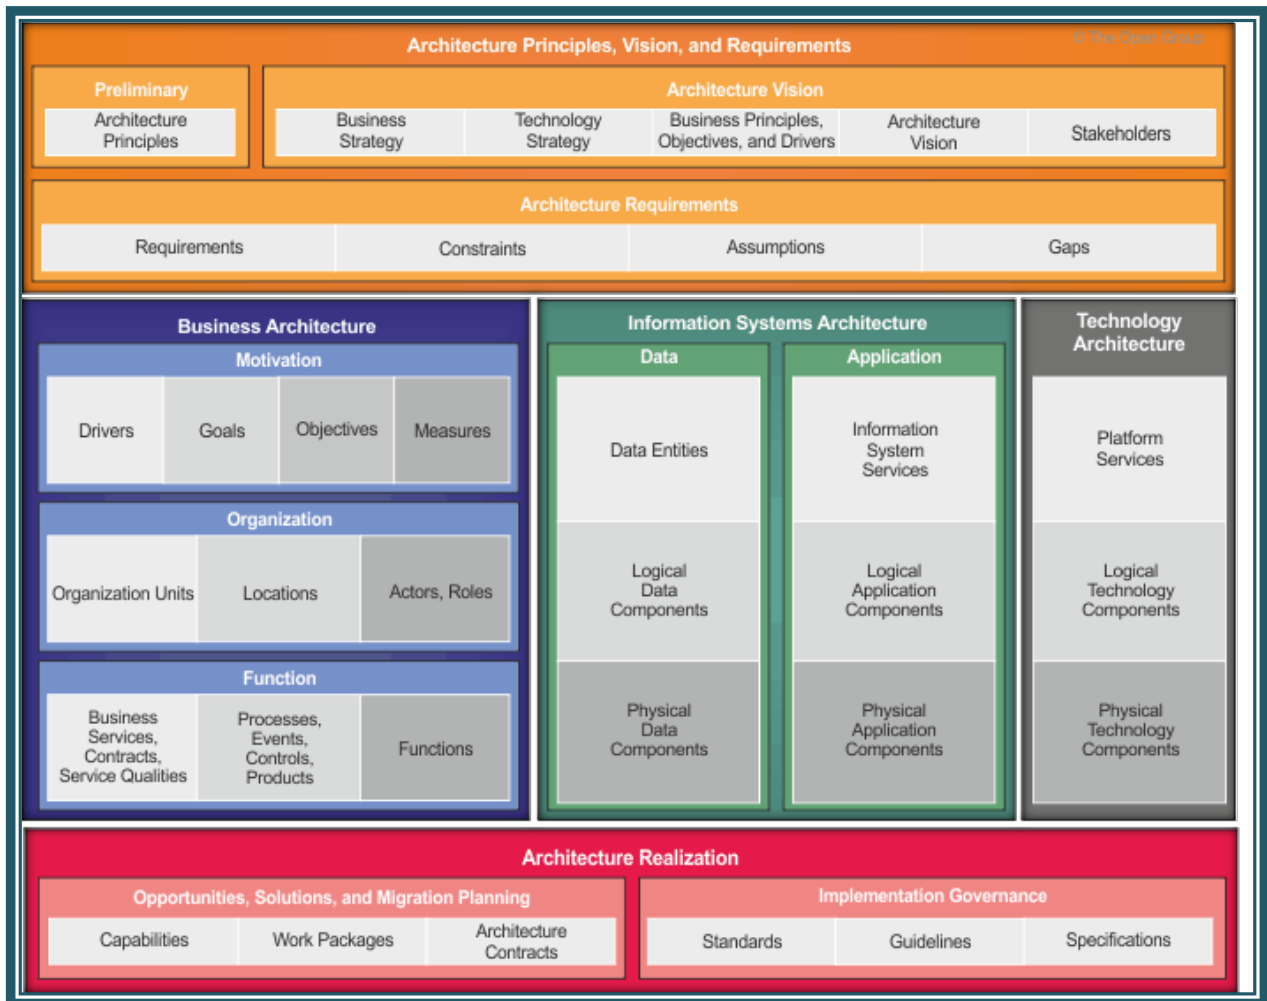 Architecture Principles, Vision, and Requirements
© The Open Group
Preliminary
Architecture
Principles
Architecture Vision
Business
Strategy
Technology
Strategy
Business Principles,
Objectives, and Drivers
Architecture
Vision
Stakeholders
Architecture Requirements
Requirements
Constraints
Assumptions
Gaps
Business Architecture
Motivation
Drivers
Goals
Objectives
Measures
Organization
Organization Units
Locations
Actors, Roles
Function
Business
Services,
Contracts,
Service Qualities
Processes,
Events,
Controls,
Products
Functions
Information Systems Architecture
Data
Data Entities
Logical
Data
Components
Physical
Data
Components
Application
Information
System
Services
Logical
Application
Components
Physical
Application
Components
Technology
Architecture
Platform
Services
Logical
Technology
Components
Physical
Technology
Components
Architecture Realization
Opportunities, Solutions, and Migration Planning
Capabilities
Work Packages
Architecture
Contracts
Implementation Governance
Standards
Guidelines
Specifications